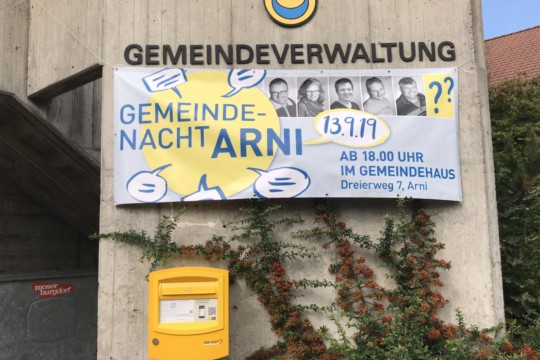 GEMEINDEVERWALTUNG
GEMEINDE-
NACHT ARNI
13.9.19
??
AB 18.00 UHR
IM GEMEINDEHAUS
Dreierweg 7, Arni
moser
burgdorf